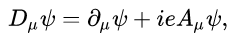 D_μψ = ∂_μψ + ieA_μψ,